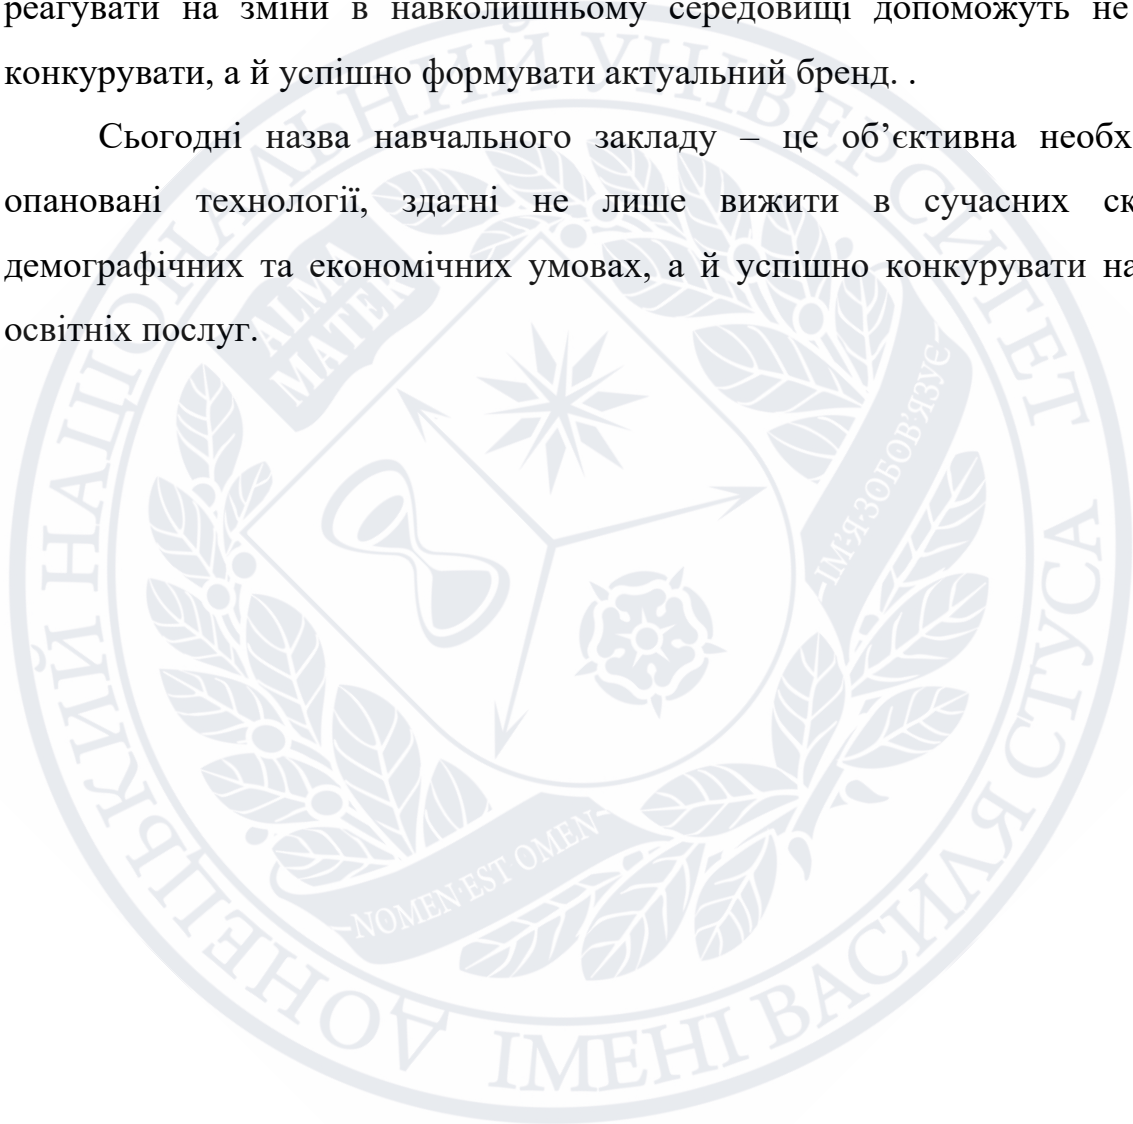 реагувати на зміни в навколишньому середовищі допоможуть не
конкурувати, а й успішно формувати актуальний бренд. .
Сьогодні назва навчального закладу – це об’єктивна необх
опановані технології, здатні не лише вижити в сучасних ск
демографічних та економічних умовах, а й успішно конкурувати на
освітніх послуг.
ДОНЕЦЬКИЙ НАЦІОНАЛЬНИЙ УНІВЕРСИТЕТ ІМЕНІ ВАСИЛЯ СТУСА
ALMA
MATER
ІМ'Я·ЗОБОВ'ЯЗУЄ
NOMEN·EST OMEN